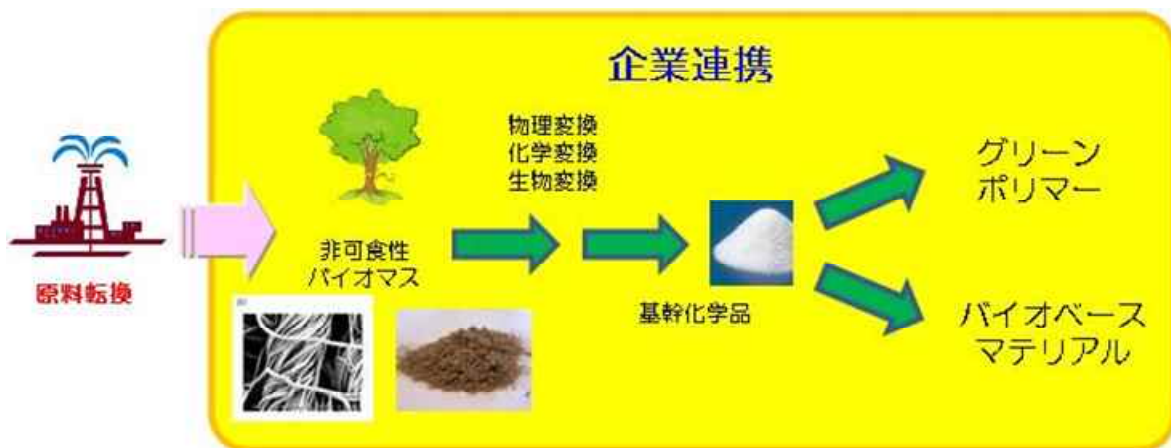 企業連携
物理変換
化学変換
生物変換
グリーン
ポリマー
原料転換
非可食性
バイオマス
基幹化学品
バイオベース
マテリアル